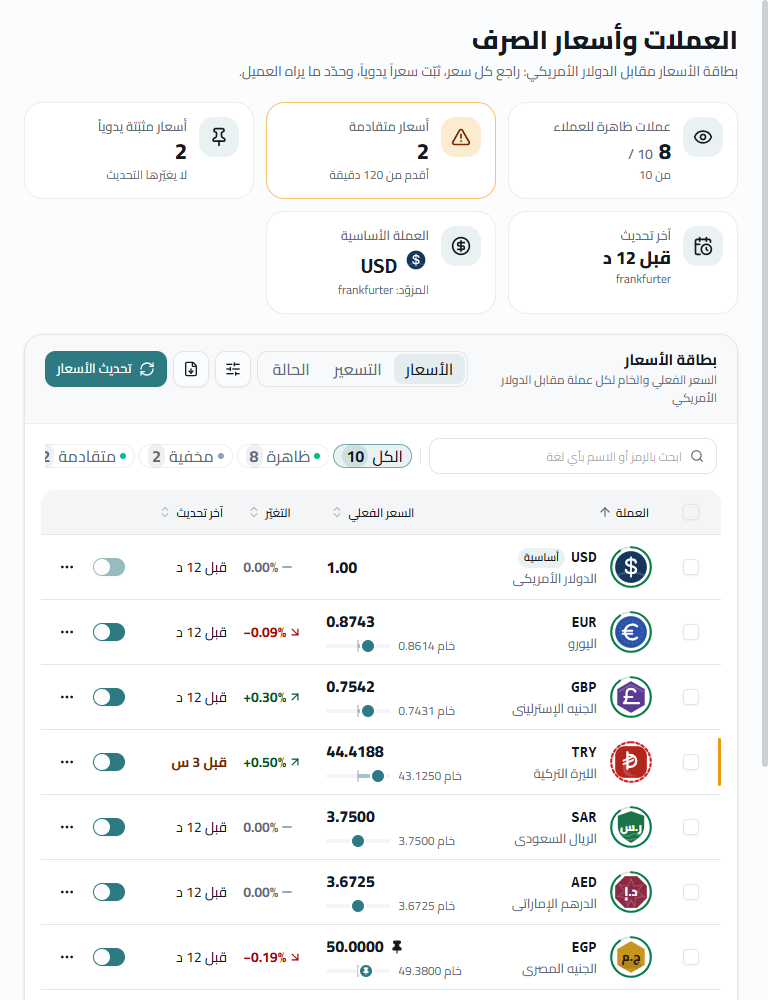 العملات وأسعار الصرف
بطاقة الأسعار مقابل الدولار الأمريكي: راجع كل سعر، ثبّت سعراً يدوياً، وحدّد ما يراه العميل.
عملات ظاهرة للعملاء
8 / 10
من 10
أسعار متقادمة
2
أقدم من 120 دقيقة
أسعار مثبّتة يدوياً
2
لا يغيّرها التحديث
آخر تحديث
قبل 12 د
frankfurter
العملة الأساسية
$ USD
المزوّد: frankfurter
بطاقة الأسعار
السعر الفعلي والخام لكل عملة مقابل الدولار
الأمريكي
الأسعار التسعير الحالة
تحديث الأسعار
ابحث بالرمز أو الاسم بأي لغة
الكل 10 ظاهرة 8 مخفية 2 متقادمة 2
العملة السعر الفعلي التغيّر آخر تحديث
$ USD أساسية 1.00 0.00% قبل 12 د
الدولار الأمريكي
€ EUR 0.8743 −0.09% قبل 12 د
اليورو خام 0.8614
£ GBP 0.7542 +0.30% قبل 12 د
الجنيه الإسترليني خام 0.7431
₺ TRY 44.4188 +0.50% قبل 3 س
الليرة التركية خام 43.1250
ر.س SAR 3.7500 0.00% قبل 12 د
الريال السعودي خام 3.7500
د.إ AED 3.6725 0.00% قبل 12 د
الدرهم الإماراتي خام 3.6725
ج.م EGP 50.0000 −0.19% قبل 12 د
الجنيه المصري خام 49.3800